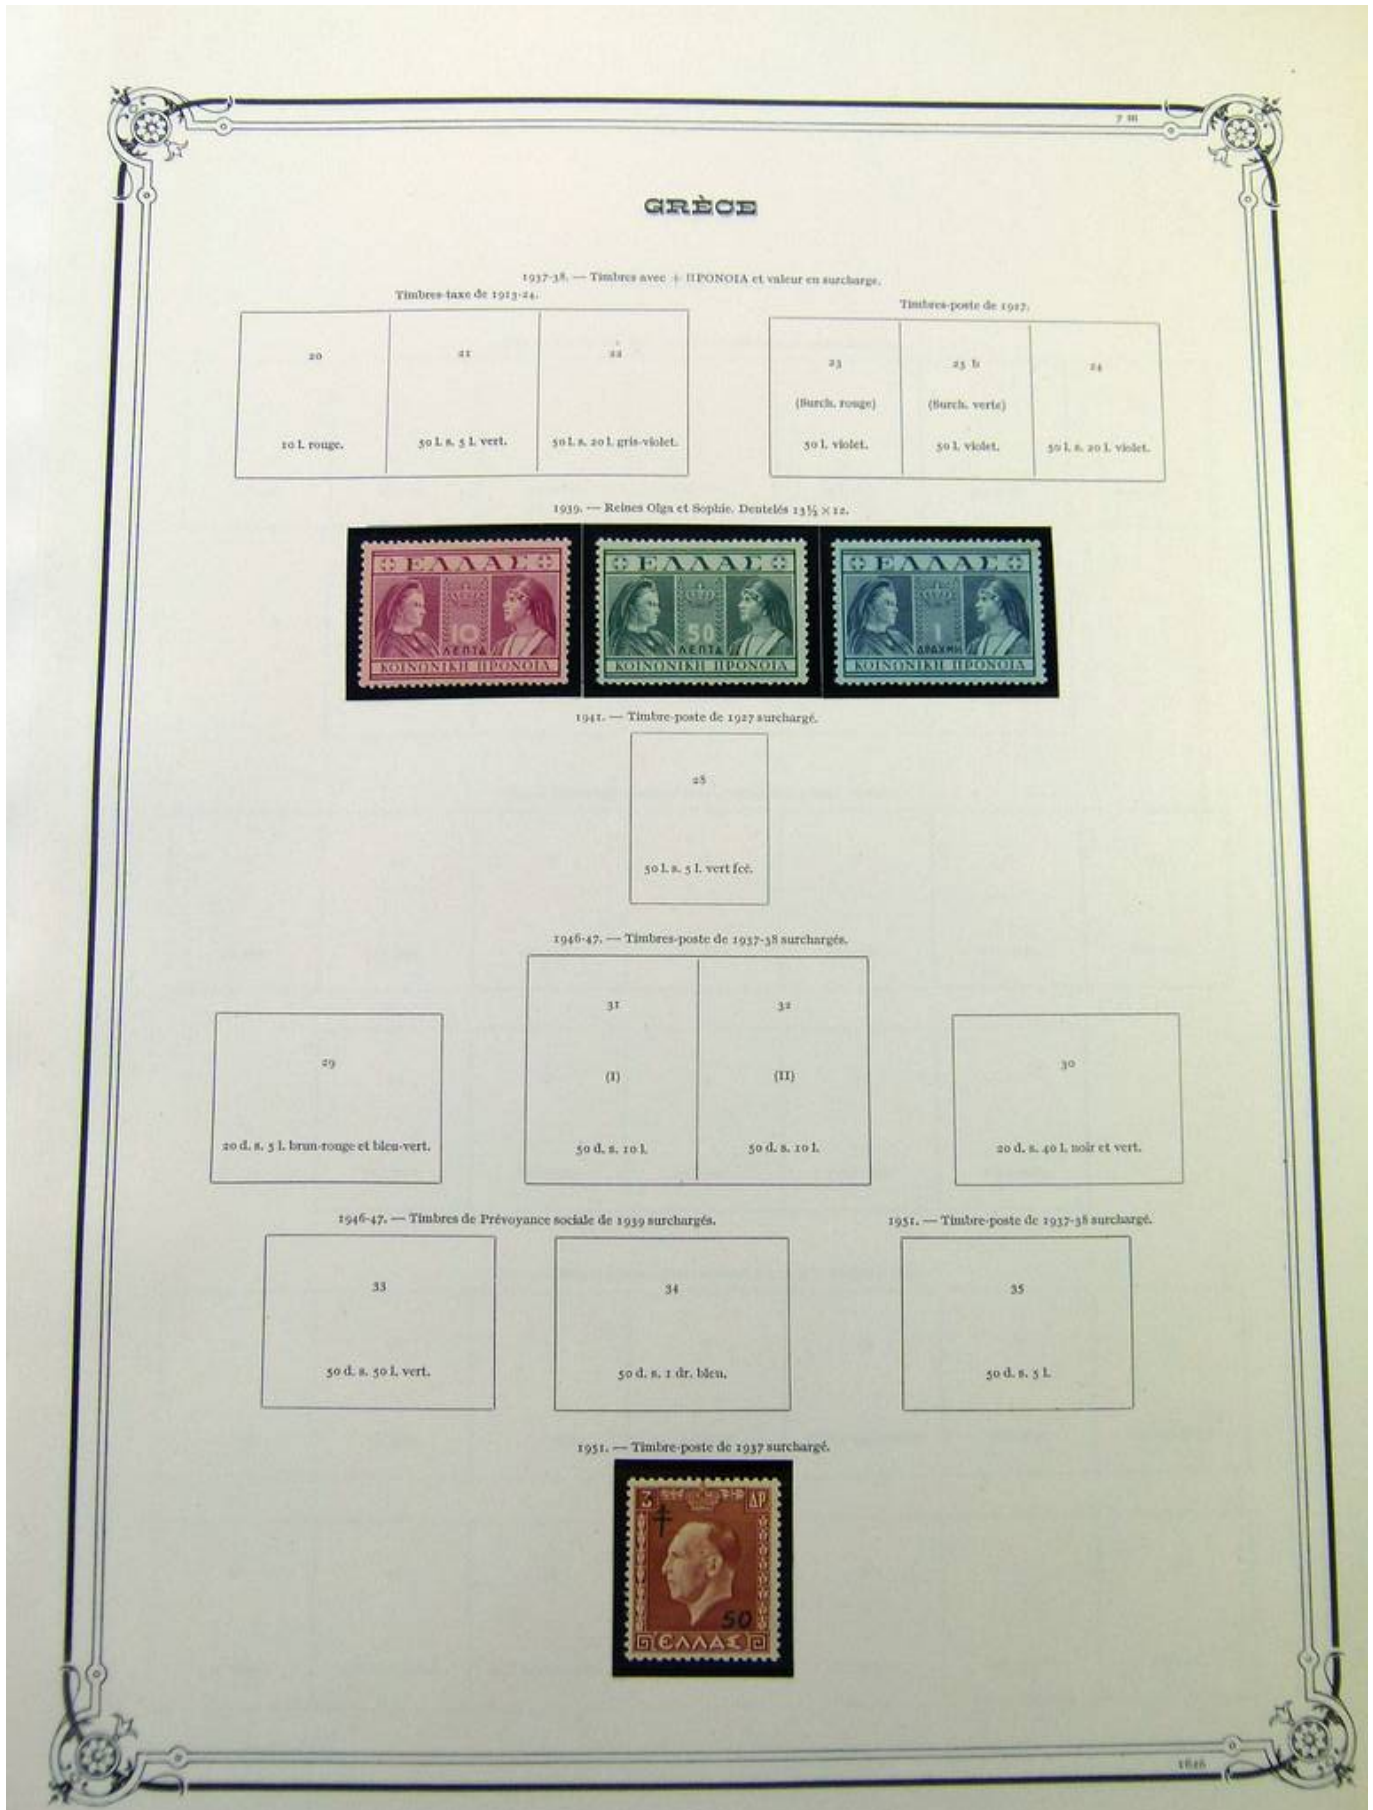 7 III
GRÈCE
1937-38. — Timbres avec + ΠΡΟΝΟΙΑ et valeur en surcharge.
Timbres-taxe de 1913-24.
Timbres-poste de 1927.
20
21
22
23
23 b
24
(Surch. rouge)
(Surch. verte)
10 l. rouge.
50 l. s. 5 l. vert.
50 l. s. 20 l. gris-violet.
50 l. violet.
50 l. violet.
50 l. s. 20 l. violet.
1939. — Reines Olga et Sophie. Dentelés 13½ × 12.
ΕΛΛΑΣ
10
ΛΕΠΤΑ
ΚΟΙΝΩΝΙΚΗ ΠΡΟΝΟΙΑ
ΕΛΛΑΣ
50
ΛΕΠΤΑ
ΚΟΙΝΩΝΙΚΗ ΠΡΟΝΟΙΑ
ΕΛΛΑΣ
1
ΔΡΑΧΜΗ
ΚΟΙΝΩΝΙΚΗ ΠΡΟΝΟΙΑ
1941. — Timbre-poste de 1927 surchargé.
28
50 l. s. 5 l. vert fcé.
1946-47. — Timbres-poste de 1937-38 surchargés.
29
20 d. s. 5 l. brun-rouge et bleu-vert.
31
(I)
50 d. s. 10 l.
32
(II)
50 d. s. 10 l.
30
20 d. s. 40 l. noir et vert.
1946-47. — Timbres de Prévoyance sociale de 1939 surchargés.
1951. — Timbre-poste de 1937-38 surchargé.
33
50 d. s. 50 l. vert.
34
50 d. s. 1 dr. bleu.
35
50 d. s. 5 l.
1951. — Timbre-poste de 1937 surchargé.
3 ΔΡ
50
ΕΛΛΑΣ
1626